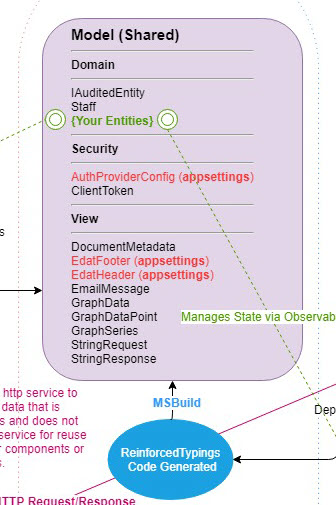 Model (Shared)
Domain
IAuditedEntity
Staff
{Your Entities}
Security
AuthProviderConfig (appsettings)
ClientToken
View
s
DocumentMetadata
EdatFooter (appsettings)
EdatHeader (appsettings)
EmailMessage
GraphData
GraphDataPoint
Manages State via Observab
GraphSeries
StringRequest
StringResponse
http service to
data that is
s and does not
service for reuse
r components or
s.
MSBuild
Dep
ReinforcedTypings
Code Generated
HTTP Request/Response